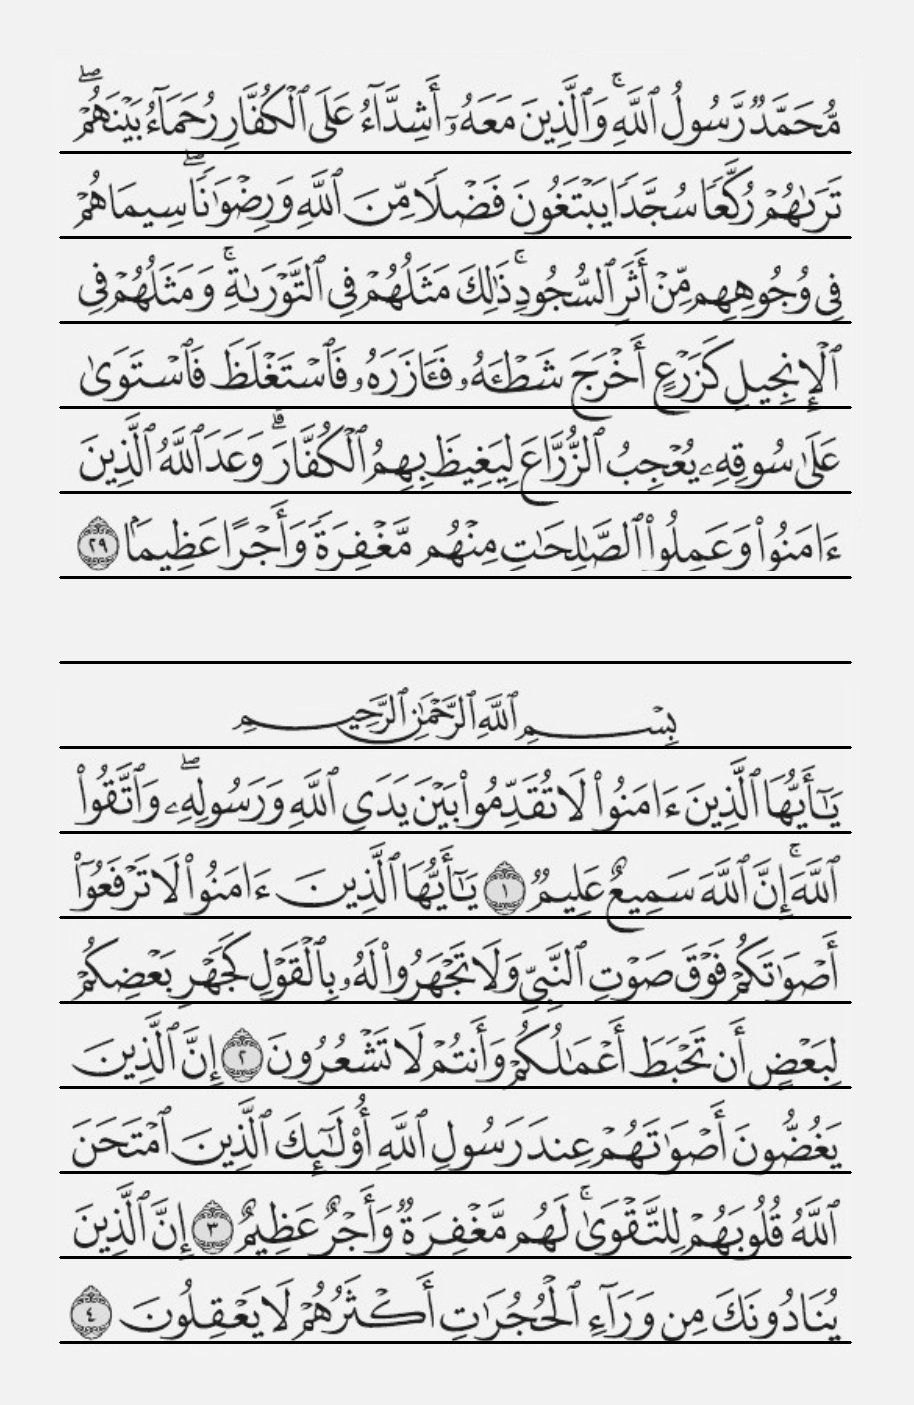 مُّحَمَّدٌ رَّسُولُ ٱللَّهِۚ وَٱلَّذِينَ مَعَهُۥٓ أَشِدَّآءُ عَلَى ٱلۡكُفَّارِ رُحَمَآءُ بَيۡنَهُمۡۖ
تَرَىٰهُمۡ رُكَّعٗا سُجَّدٗا يَبۡتَغُونَ فَضۡلٗا مِّنَ ٱللَّهِ وَرِضۡوَٰنٗاۖ سِيمَاهُمۡ
فِي وُجُوهِهِم مِّنۡ أَثَرِ ٱلسُّجُودِۚ ذَٰلِكَ مَثَلُهُمۡ فِي ٱلتَّوۡرَىٰةِۚ وَمَثَلُهُمۡ فِي
ٱلۡإِنجِيلِ كَزَرۡعٍ أَخۡرَجَ شَطۡـَٔهُۥ فَـَٔازَرَهُۥ فَٱسۡتَغۡلَظَ فَٱسۡتَوَىٰ
عَلَىٰ سُوقِهِۦ يُعۡجِبُ ٱلزُّرَّاعَ لِيَغِيظَ بِهِمُ ٱلۡكُفَّارَۗ وَعَدَ ٱللَّهُ ٱلَّذِينَ
ءَامَنُواْ وَعَمِلُواْ ٱلصَّٰلِحَٰتِ مِنۡهُم مَّغۡفِرَةٗ وَأَجۡرًا عَظِيمَۢا ٢٩
بِسۡمِ ٱللَّهِ ٱلرَّحۡمَٰنِ ٱلرَّحِيمِ
يَٰٓأَيُّهَا ٱلَّذِينَ ءَامَنُواْ لَا تُقَدِّمُواْ بَيۡنَ يَدَيِ ٱللَّهِ وَرَسُولِهِۦۖ وَٱتَّقُواْ
ٱللَّهَۚ إِنَّ ٱللَّهَ سَمِيعٌ عَلِيمٞ ١ يَٰٓأَيُّهَا ٱلَّذِينَ ءَامَنُواْ لَا تَرۡفَعُوٓاْ
أَصۡوَٰتَكُمۡ فَوۡقَ صَوۡتِ ٱلنَّبِيِّ وَلَا تَجۡهَرُواْ لَهُۥ بِٱلۡقَوۡلِ كَجَهۡرِ بَعۡضِكُمۡ
لِبَعۡضٍ أَن تَحۡبَطَ أَعۡمَٰلُكُمۡ وَأَنتُمۡ لَا تَشۡعُرُونَ ٢ إِنَّ ٱلَّذِينَ
يَغُضُّونَ أَصۡوَٰتَهُمۡ عِندَ رَسُولِ ٱللَّهِ أُوْلَٰٓئِكَ ٱلَّذِينَ ٱمۡتَحَنَ
ٱللَّهُ قُلُوبَهُمۡ لِلتَّقۡوَىٰۚ لَهُم مَّغۡفِرَةٞ وَأَجۡرٌ عَظِيمٌ ٣ إِنَّ ٱلَّذِينَ
يُنَادُونَكَ مِن وَرَآءِ ٱلۡحُجُرَٰتِ أَكۡثَرُهُمۡ لَا يَعۡقِلُونَ ٤